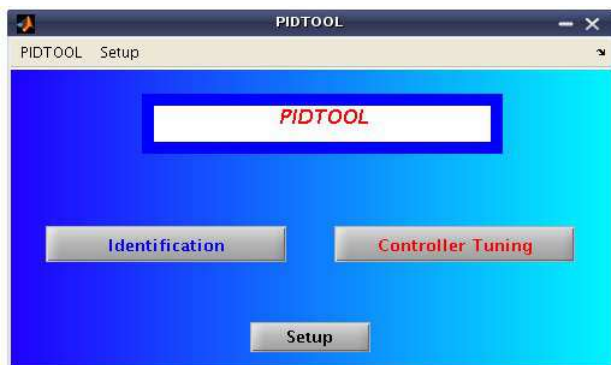 PIDTOOL
PIDTOOL Setup
PIDTOOL
Identification Controller Tuning
Setup